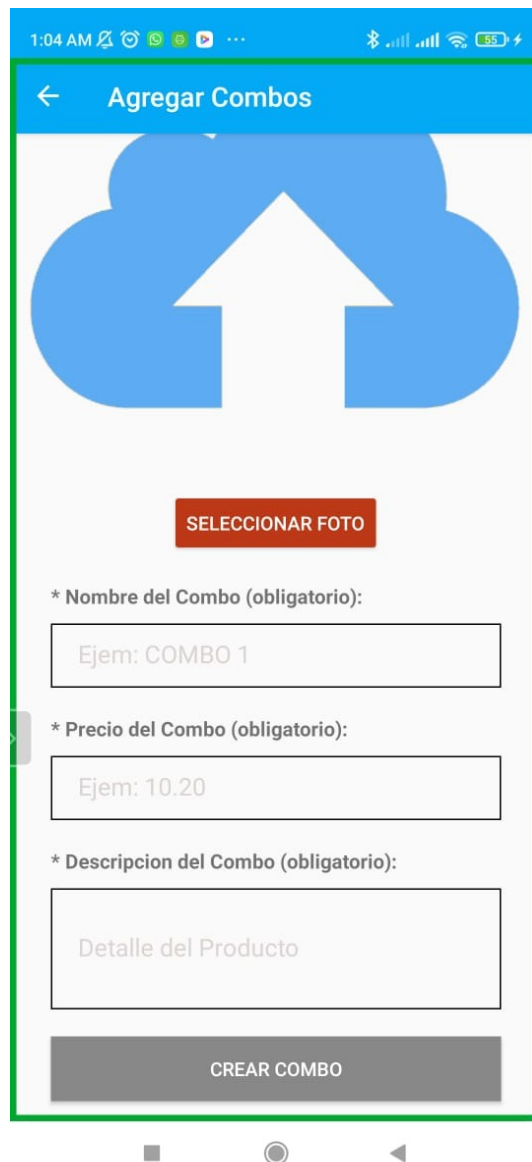 1:04 AM
55
Agregar Combos
SELECCIONAR FOTO
* Nombre del Combo (obligatorio):
Ejem: COMBO 1
* Precio del Combo (obligatorio):
Ejem: 10.20
* Descripcion del Combo (obligatorio):
Detalle del Producto
CREAR COMBO